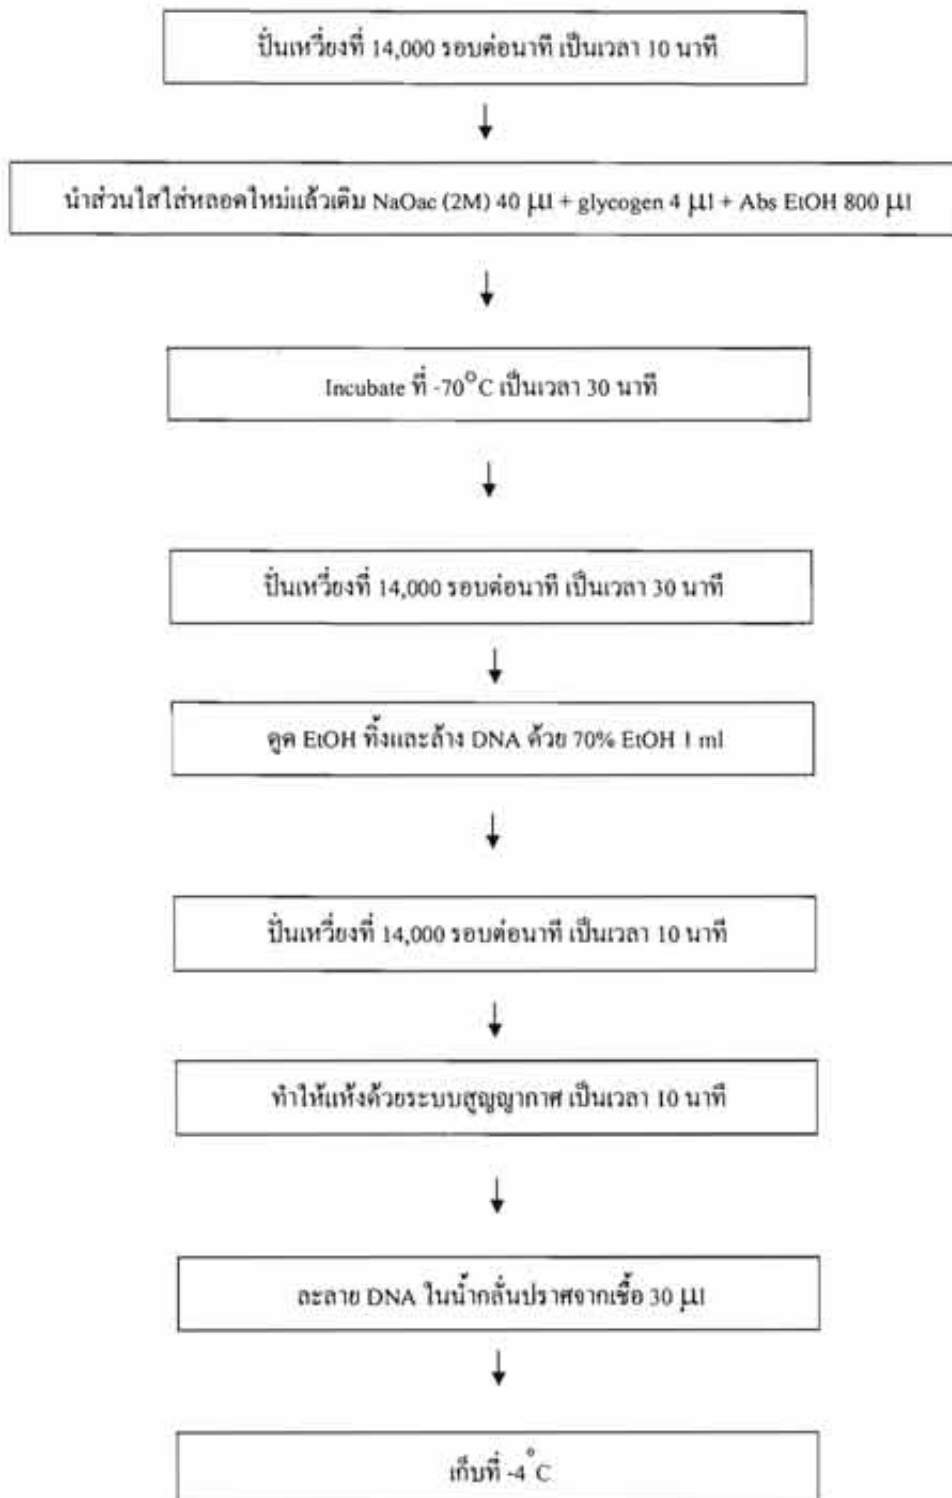 ปั่นเหวี่ยงที่ 14,000 รอบต่อนาที เป็นเวลา 10 นาที
นำส่วนใสใส่หลอดใหม่แล้วเติม NaOac (2M) 40 µl + glycogen 4 µl + Abs EtOH 800 µl
Incubate ที่ -70°C เป็นเวลา 30 นาที
ปั่นเหวี่ยงที่ 14,000 รอบต่อนาที เป็นเวลา 30 นาที
ดูด EtOH ทิ้งและล้าง DNA ด้วย 70% EtOH 1 ml
ปั่นเหวี่ยงที่ 14,000 รอบต่อนาที เป็นเวลา 10 นาที
ทำให้แห้งด้วยระบบสูญญากาศ เป็นเวลา 10 นาที
ละลาย DNA ในน้ำกลั่นปราศจากเชื้อ 30 µl
เก็บที่ -4°C